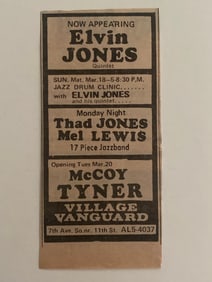 NOW APPEARING
Elvin
JONES
Quintet
SUN. Mat. Mar. 18-5-8:30 P.M.
JAZZ DRUM CLINIC.......
with ELVIN JONES
and his quintet.....
Monday Night
Thad JONES
Mel LEWIS
17 Piece Jazzband
Opening Tues Mar. 20
McCOY
TYNER
VILLAGE
VANGUARD
7th Ave. So. nr. 11th St. AL5-4037